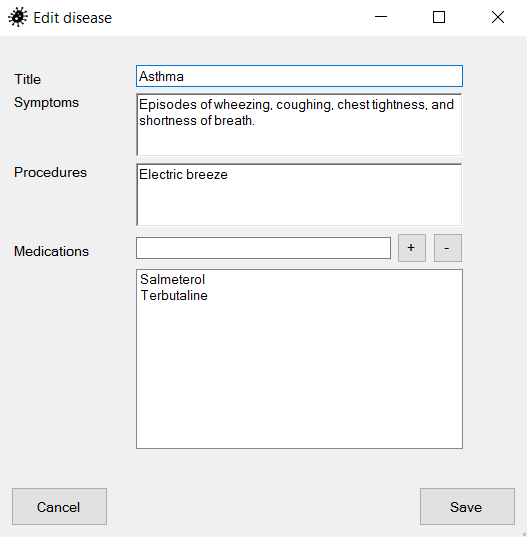 Edit disease
Title
Asthma
Symptoms
Episodes of wheezing, coughing, chest tightness, and
shortness of breath.
Procedures
Electric breeze
Medications
+
-
Salmeterol
Terbutaline
Cancel
Save